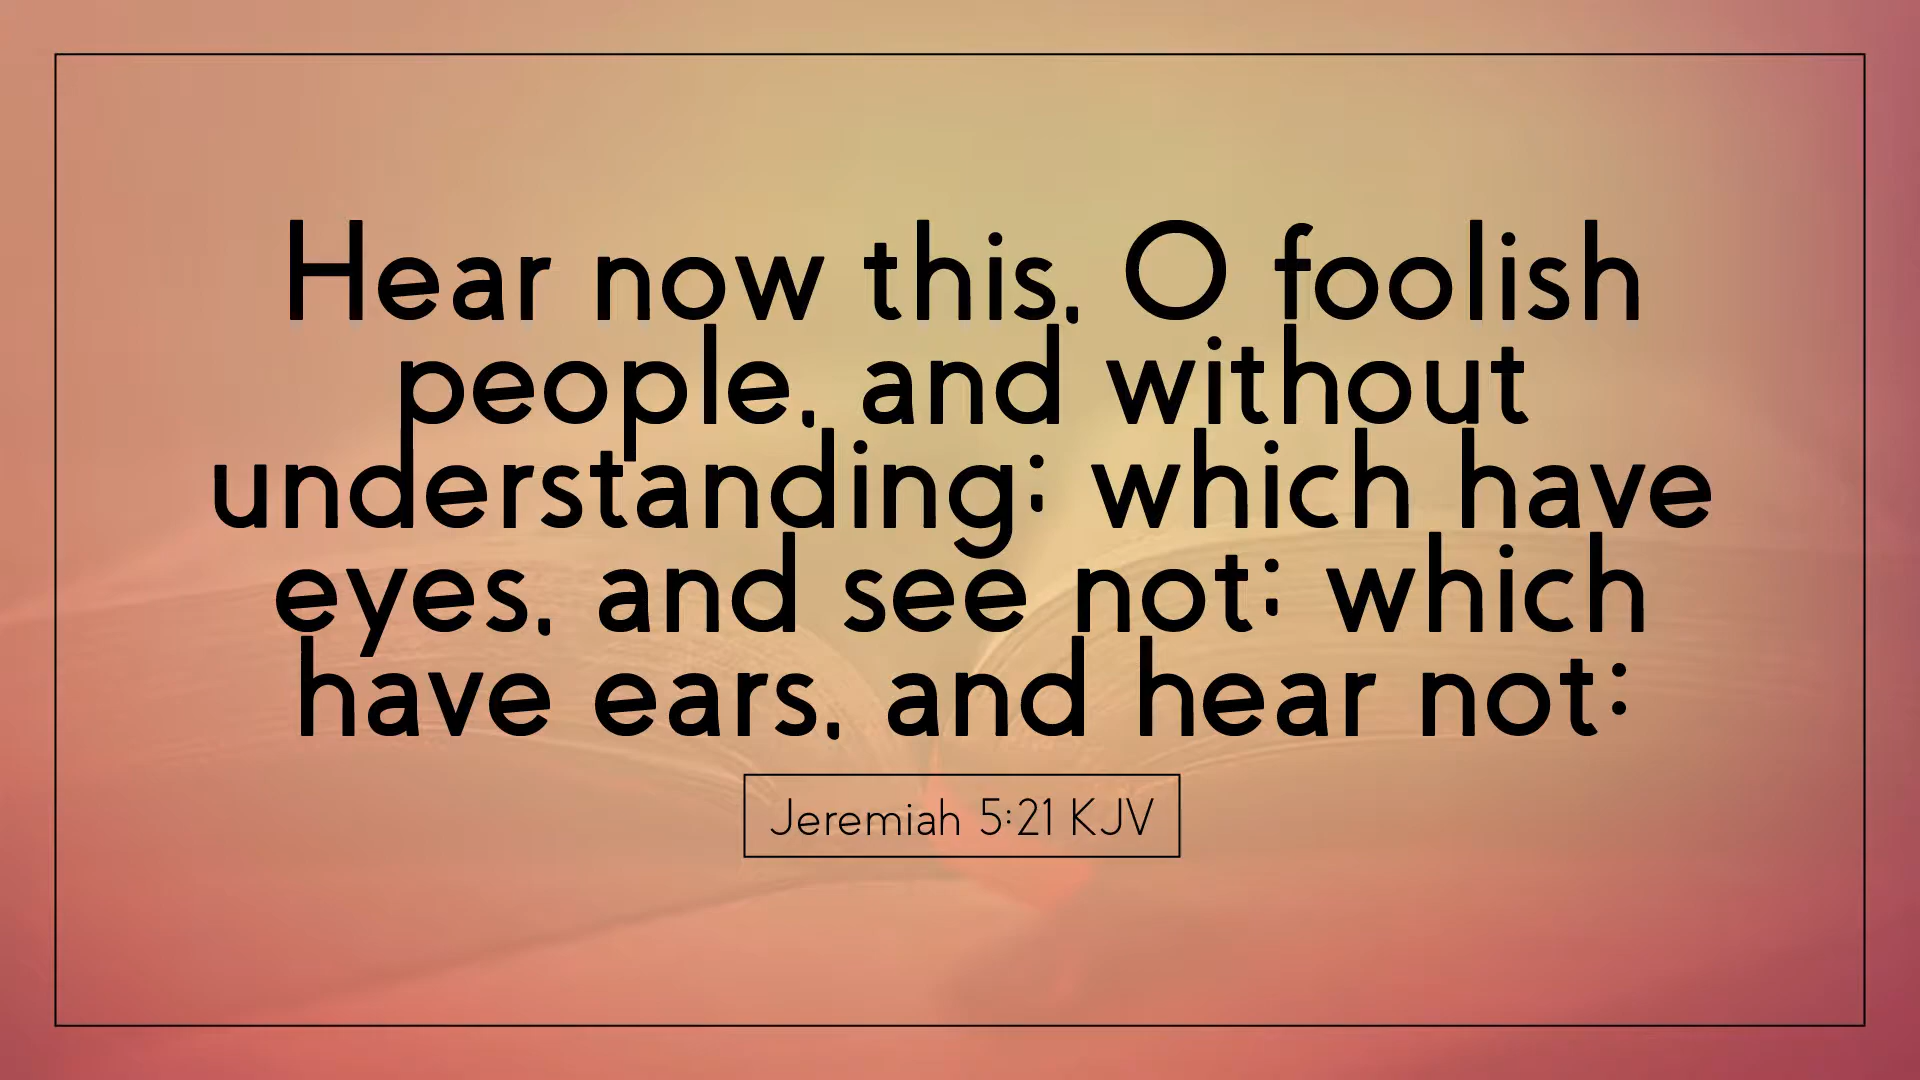 Hear now this, O foolish
people, and without
understanding; which have
eyes, and see not; which
have ears, and hear not:
Jeremiah 5:21 KJV